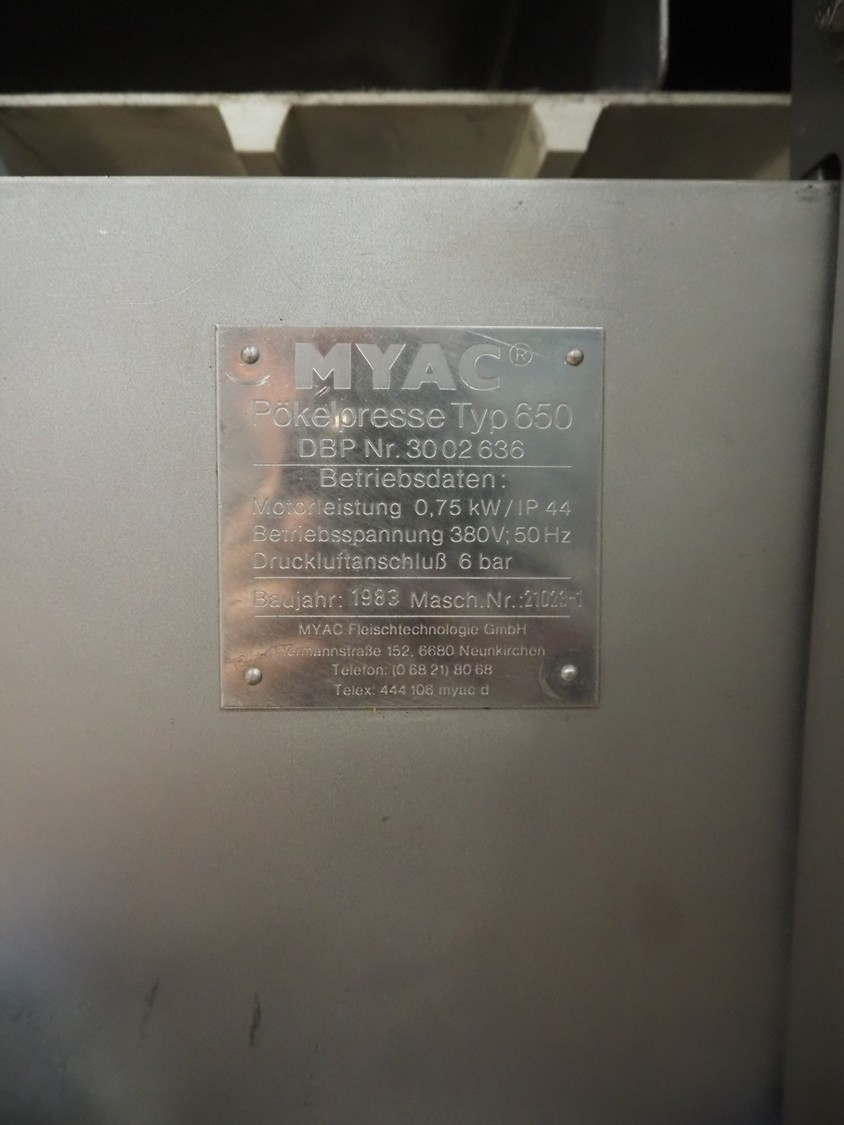 MYAC®
Pökelpresse Typ 650
DBP Nr. 30 02 636
Betriebsdaten:
Motorleistung 0,75 kW/IP 44
Betriebsspannung 380V; 50 Hz
Druckluftanschluß 6 bar
Baujahr: 1983 Masch.Nr.:
MYAC Fleischtechnologie GmbH
152, 6680 Neunkirchen
Telefon: (0 68 21) 80 68
Telex: 444 106 myac d